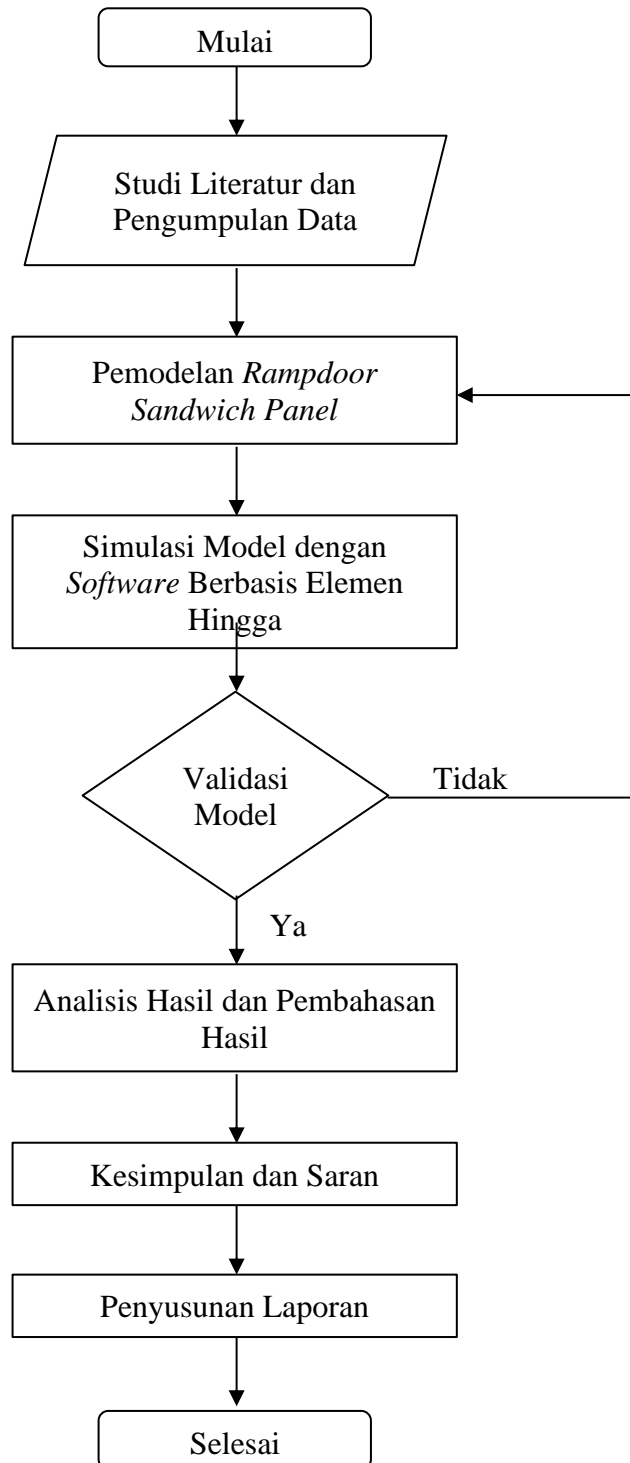 Mulai
Studi Literatur dan
Pengumpulan Data
Pemodelan Rampdoor
Sandwich Panel
Simulasi Model dengan
Software Berbasis Elemen
Hingga
Validasi
Model
Tidak
Ya
Analisis Hasil dan Pembahasan
Hasil
Kesimpulan dan Saran
Penyusunan Laporan
Selesai